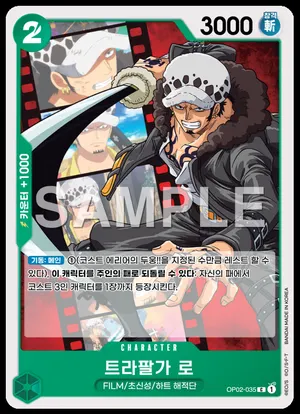 2
3000
참격
斬
카운터 +1000
SAMPLE
기동: 메인 ①(코스트 에리어의 두웅!!을 지정된 수만큼 레스트 할 수
있다): 이 캐릭터를 주인의 패로 되돌릴 수 있다: 자신의 패에서
코스트 3인 캐릭터를 1장까지 등장시킨다.
CHARACTER
트라팔가 로
FILM/초신성/하트 해적단
OP02-035 C 1
BANDAI MADE IN KOREA